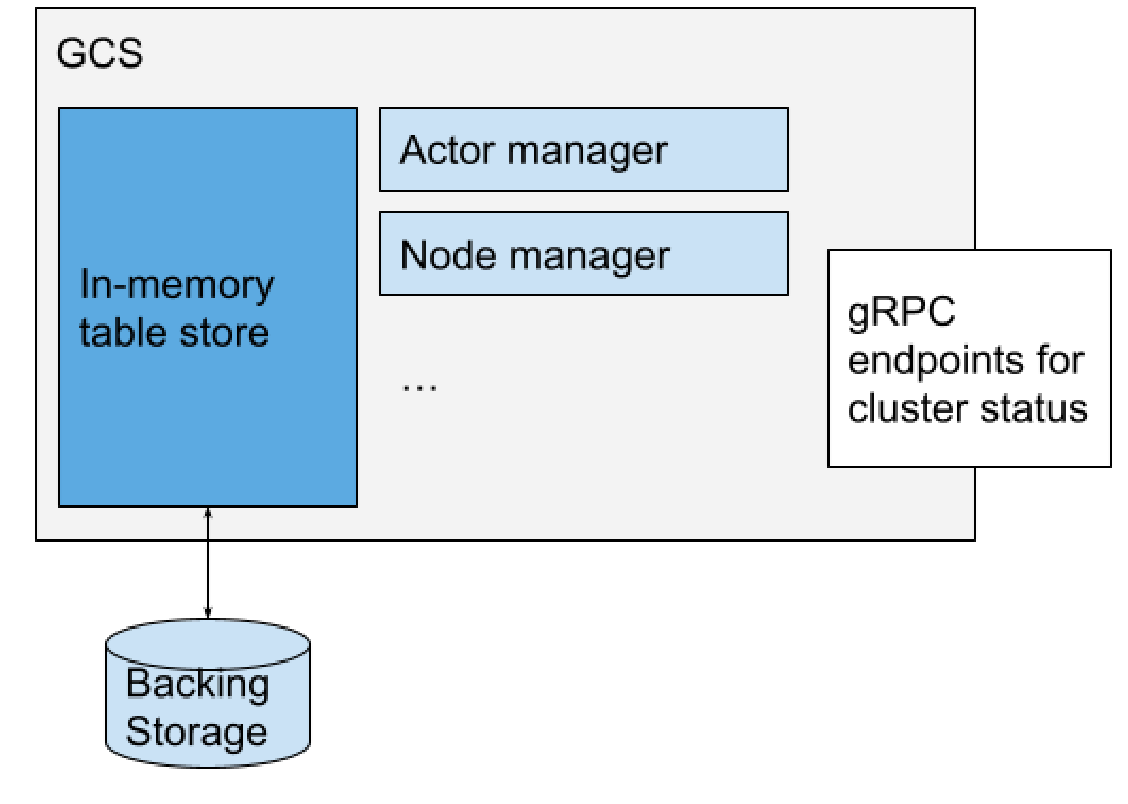 GCS
In-memory
table store
Actor manager
Node manager
...
gRPC
endpoints for
cluster status
Backing
Storage